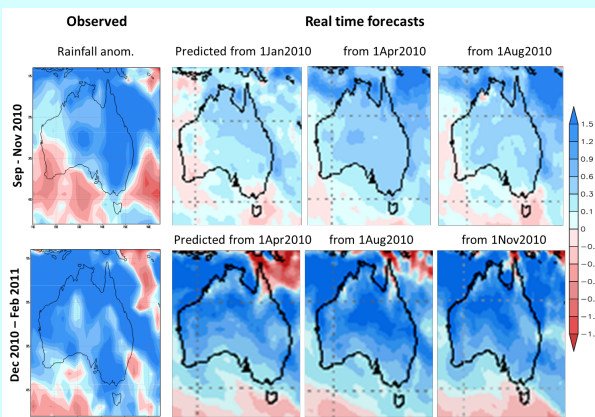 Observed
Real time forecasts
Rainfall anom.
Predicted from 1Jan2010
from 1Apr2010
from 1Aug2010
Sep - Nov 2010
1.5
1.2
0.9
0.6
0.3
0.1
Predicted from 1Apr2010
from 1Aug2010
from 1Nov2010
Dec 2010 – Feb 2011